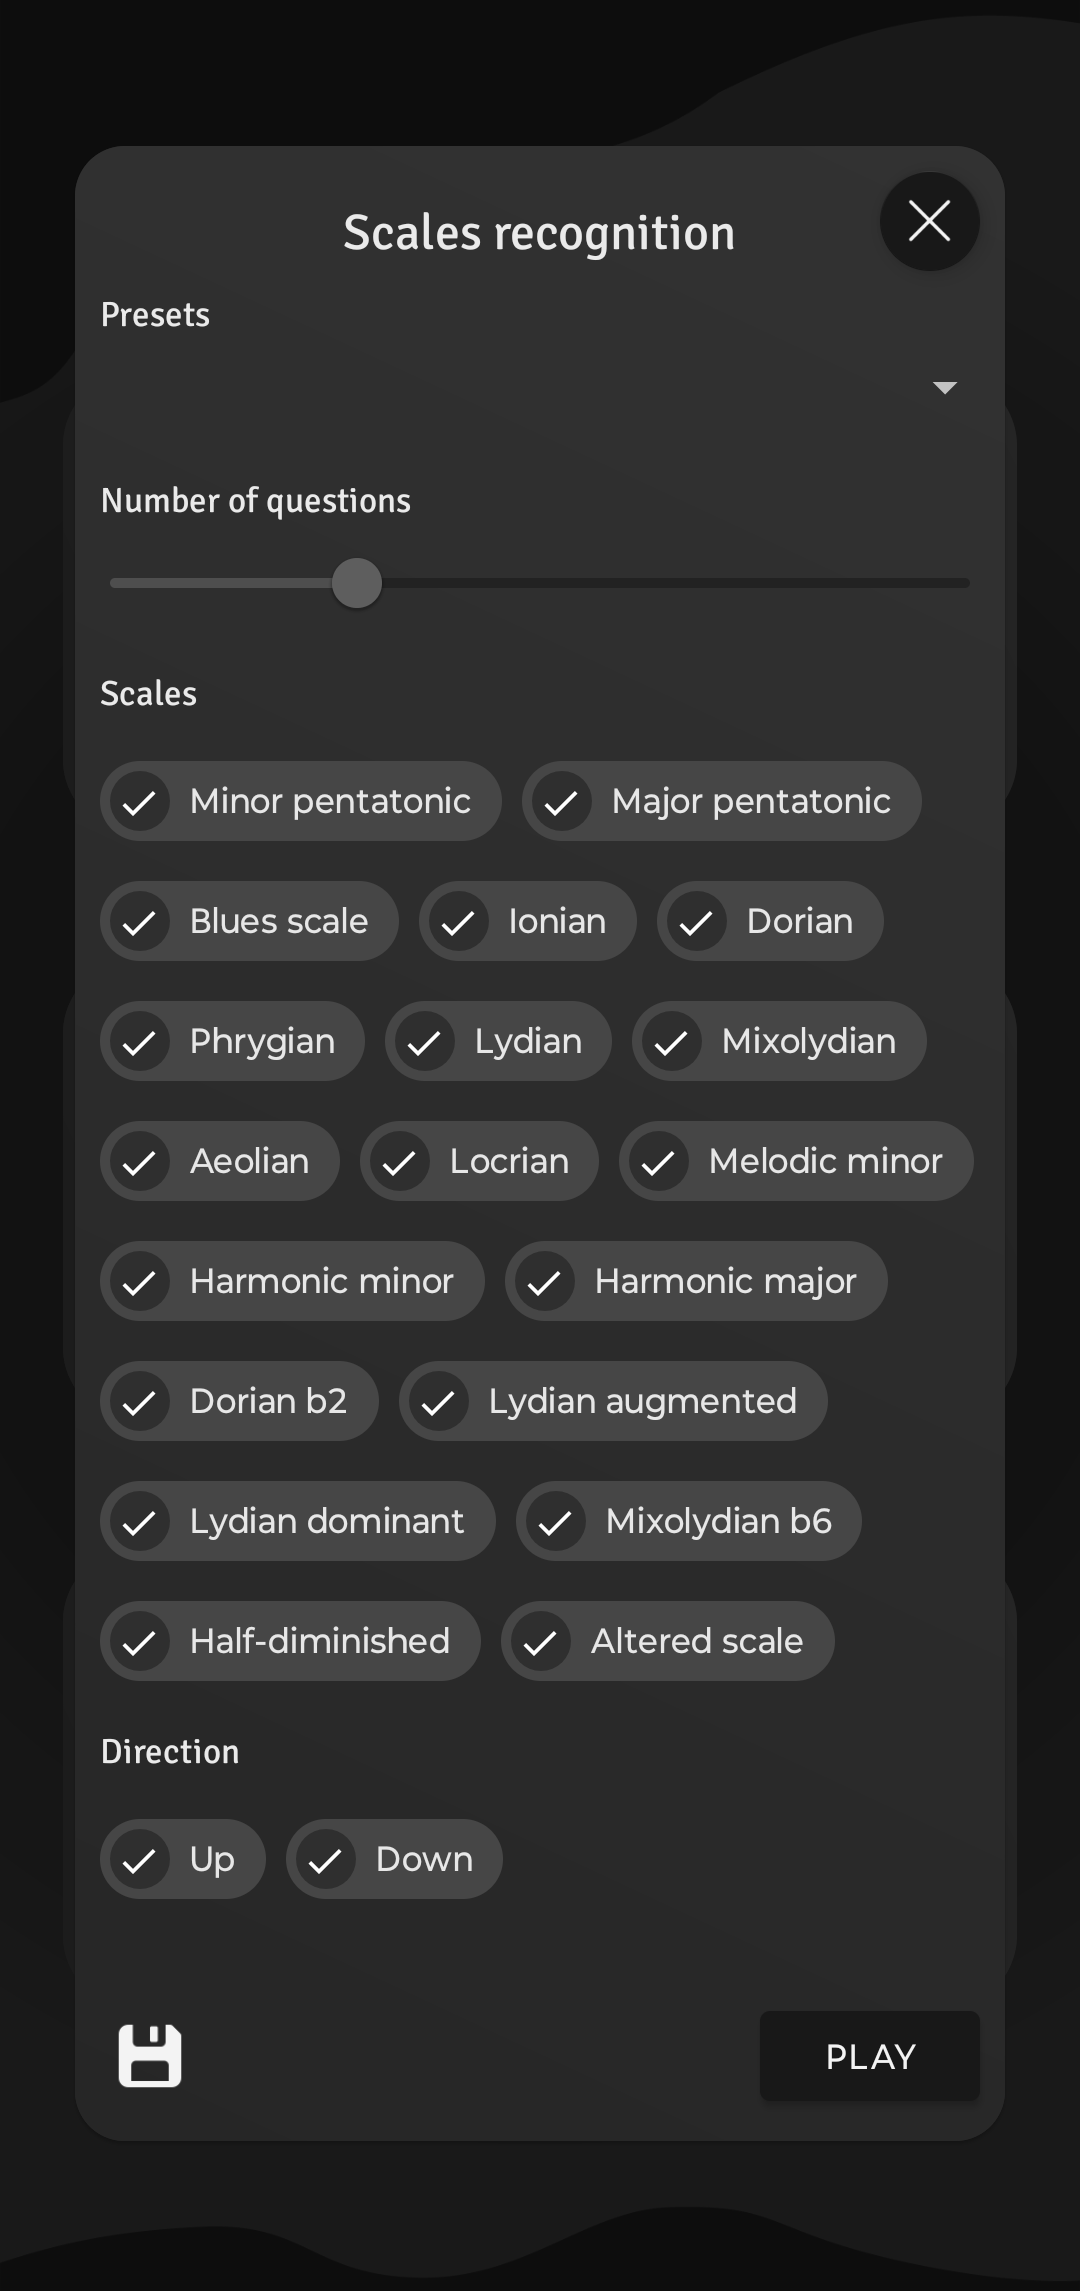 Scales recognition
Presets
Number of questions
Scales
Minor pentatonic Major pentatonic
Blues scale Ionian Dorian
Phrygian Lydian Mixolydian
Aeolian Locrian Melodic minor
Harmonic minor Harmonic major
Dorian b2 Lydian augmented
Lydian dominant Mixolydian b6
Half-diminished Altered scale
Direction
Up Down
PLAY